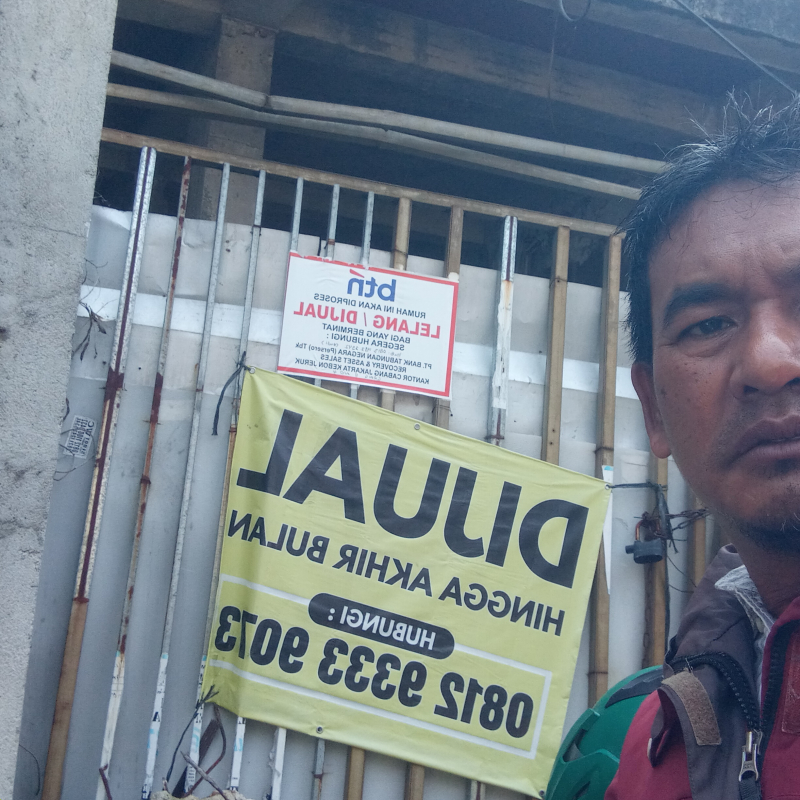 btn
RUMAH INI AKAN DIPROSES
LELANG / DIJUAL
BAGI YANG BERMINAT
SEGERA HUBUNGI :
PT BANK TABUNGAN NEGARA (Persero) Tbk
RECOVERY & ASSET SALES
KANTOR CABANG JAKARTA KEBON JERUK
DIJUAL
HINGGA AKHIR BULAN
HUBUNGI :
0812 9333 9073